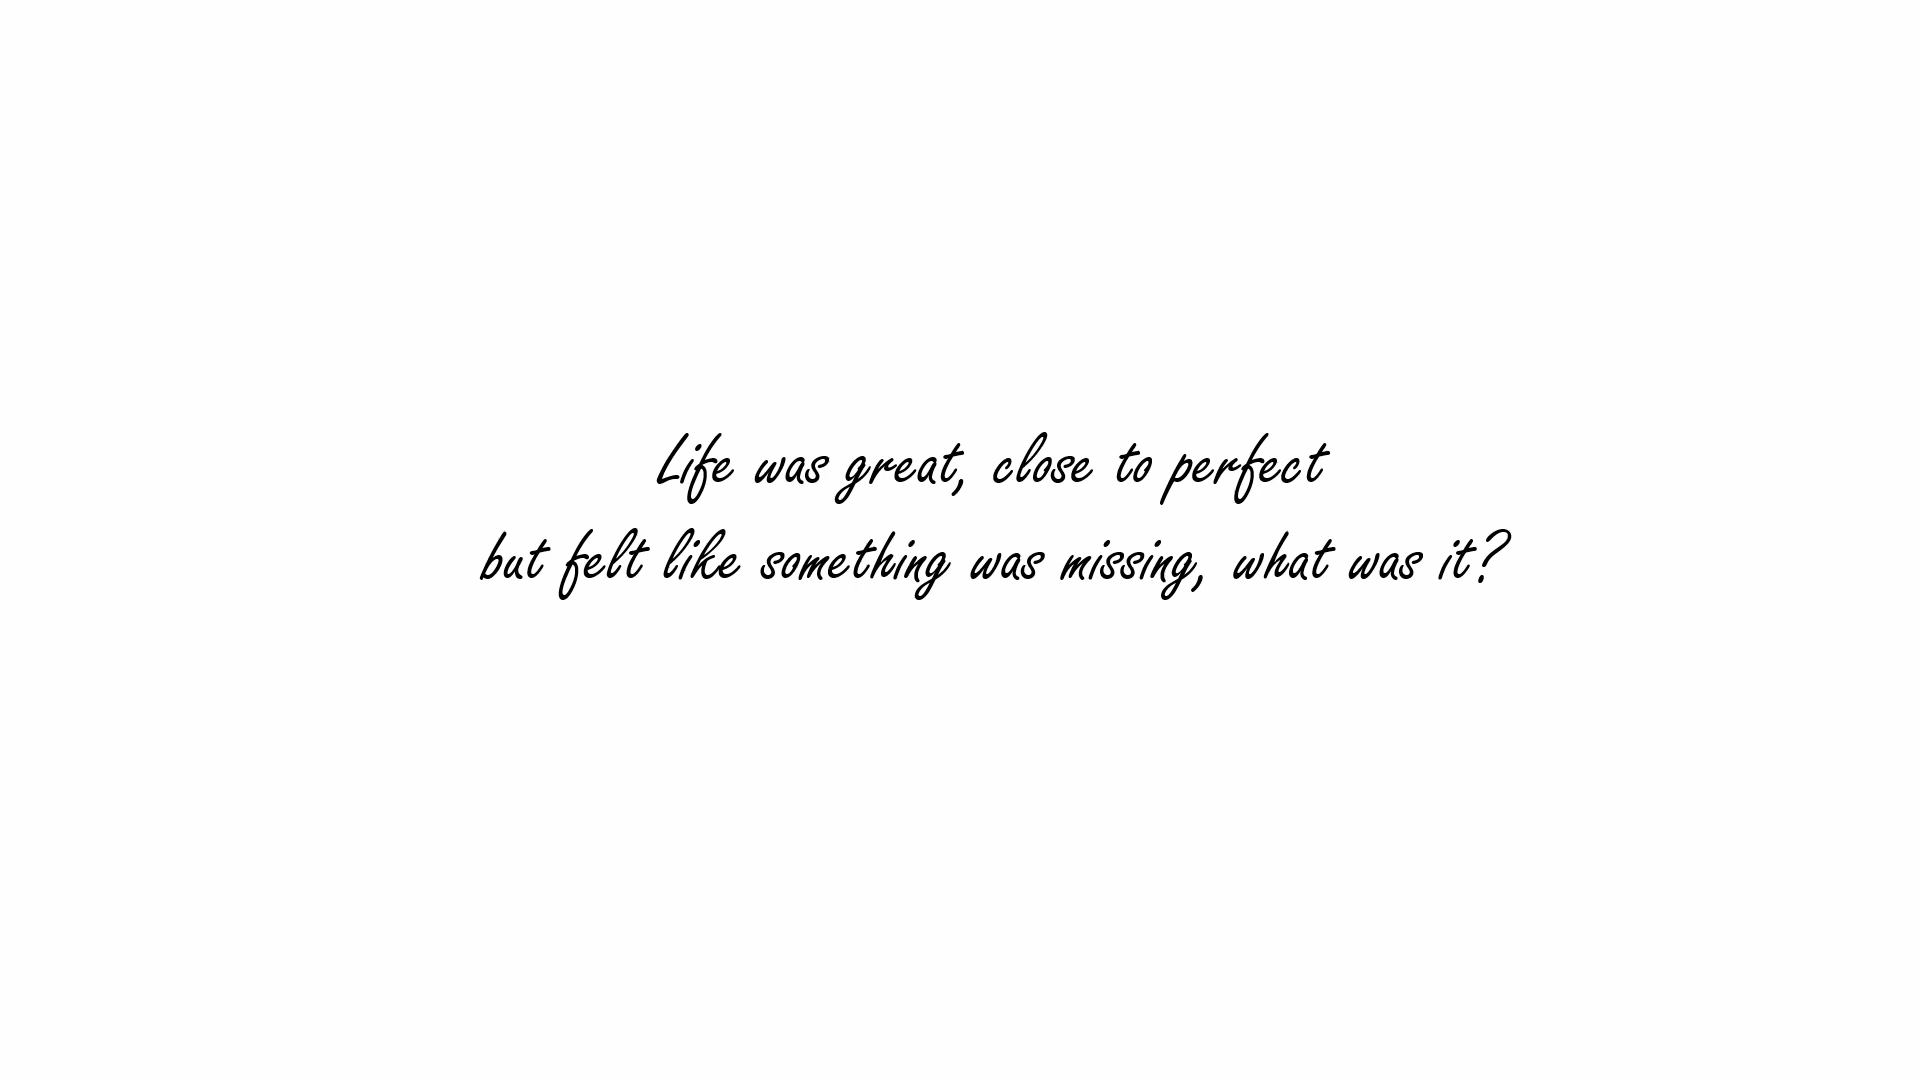 Life was great, close to perfect
but felt like something was missing, what was it?